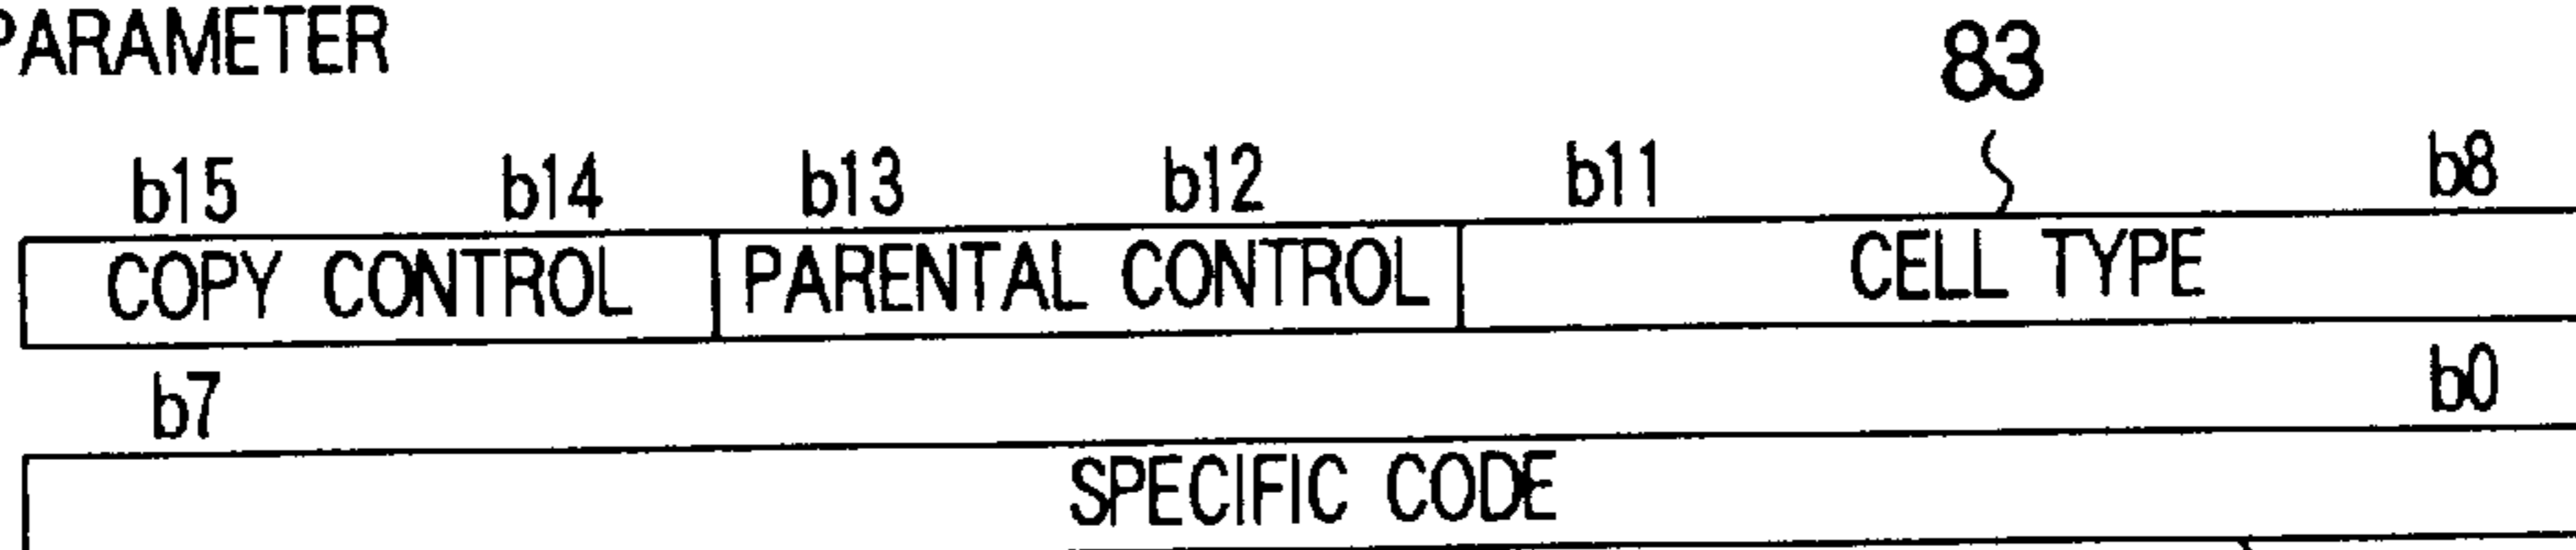 PARAMETER
83
b15 b14 b13 b12 b11 b8
COPY CONTROL PARENTAL CONTROL CELL TYPE
b7 b0
SPECIFIC CODE